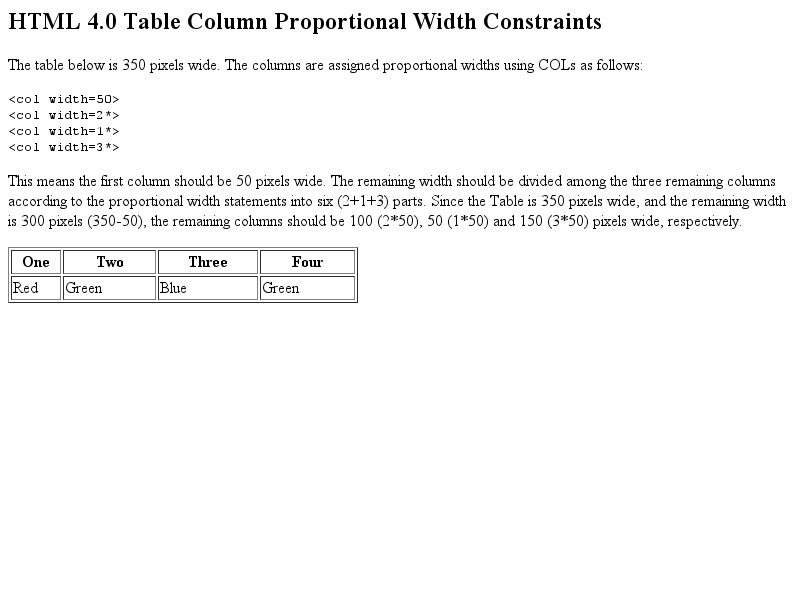 HTML 4.0 Table Column Proportional Width Constraints
The table below is 350 pixels wide. The columns are assigned proportional widths using COLs as follows:
<col width=50>
<col width=2*>
<col width=1*>
<col width=3*>
This means the first column should be 50 pixels wide. The remaining width should be divided among the three remaining columns
according to the proportional width statements into six (2+1+3) parts. Since the Table is 350 pixels wide, and the remaining width
is 300 pixels (350-50), the remaining columns should be 100 (2*50), 50 (1*50) and 150 (3*50) pixels wide, respectively.
One Two Three Four
Red Green Blue Green